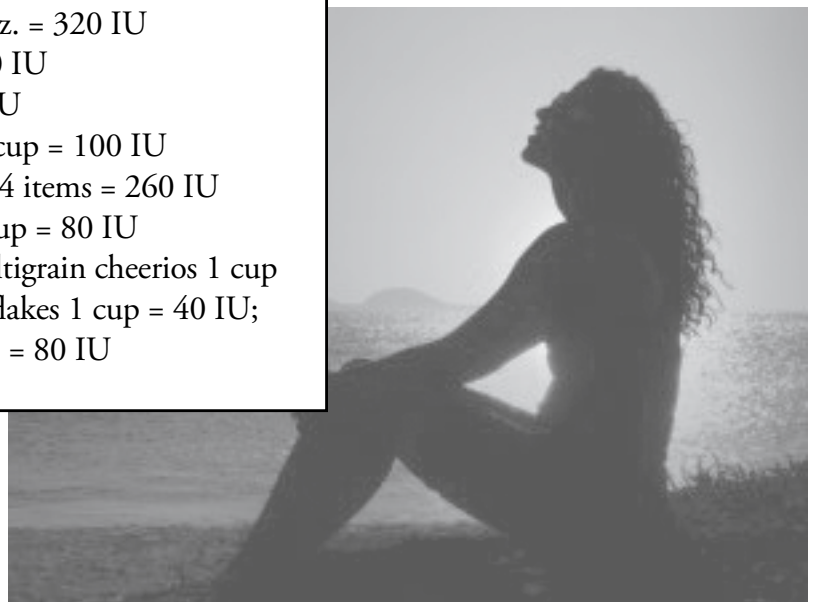 z. = 320 IU
IU
U
cup = 100 IU
4 items = 260 IU
up = 80 IU
ltigrain cheerios 1 cup
lakes 1 cup = 40 IU;
= 80 IU